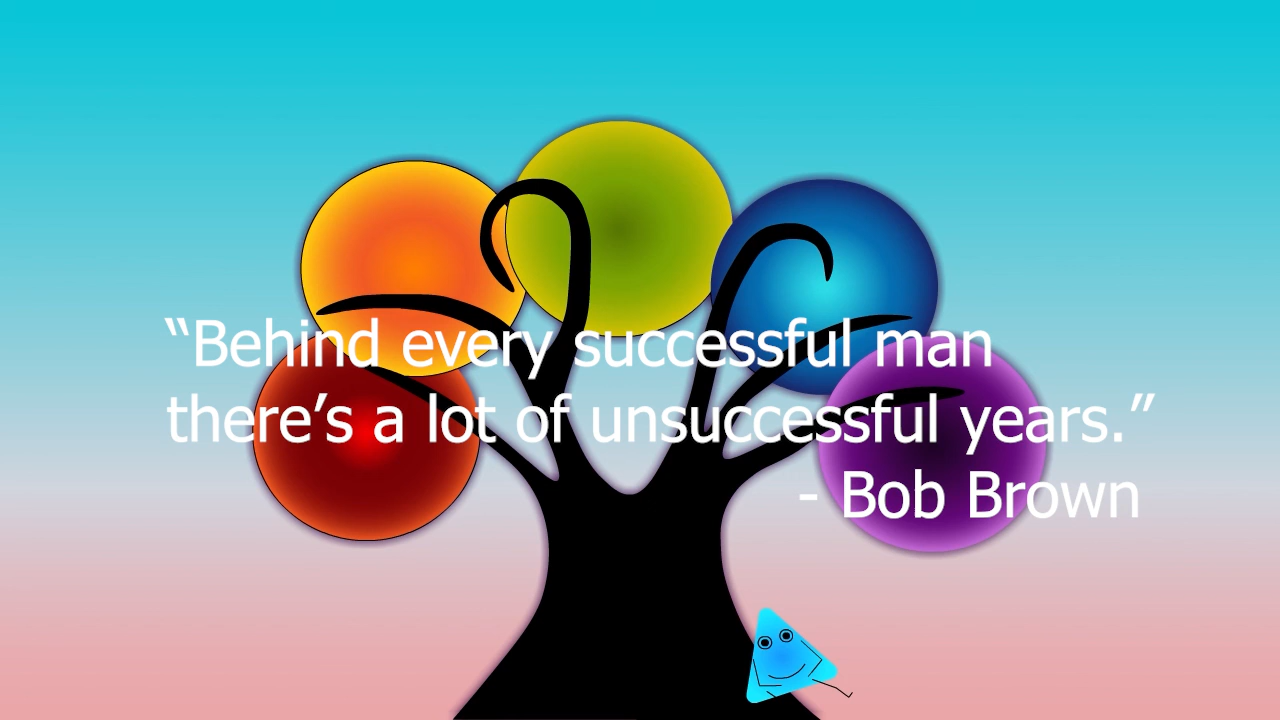 “Behind every successful man
there’s a lot of unsuccessful years.”
- Bob Brown